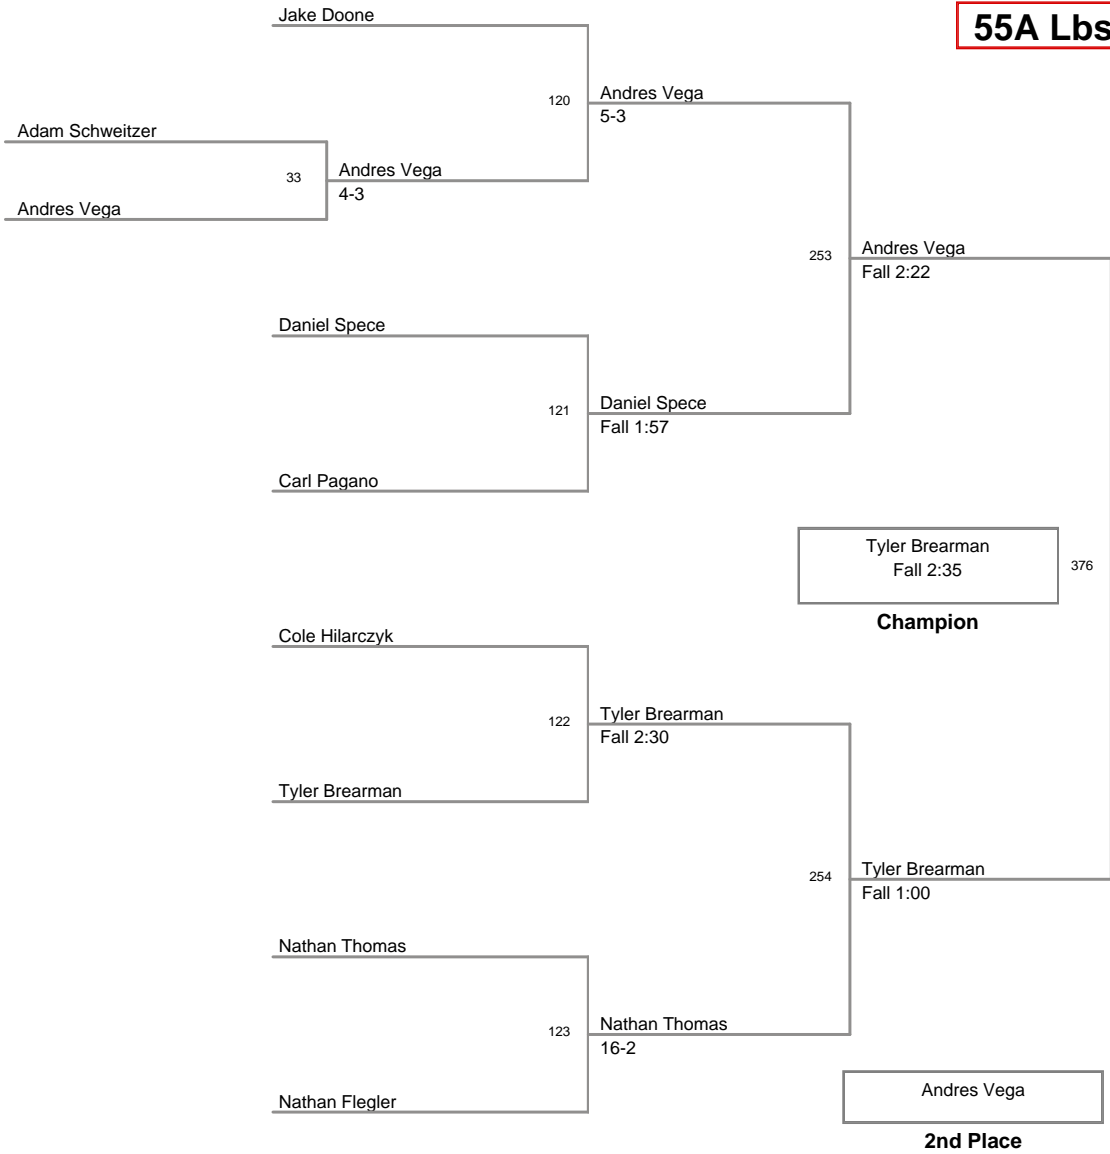 Jake Doone
55A Lbs
120
Andres Vega
5-3
Adam Schweitzer
33
Andres Vega
4-3
Andres Vega
253
Andres Vega
Fall 2:22
Daniel Spece
121
Daniel Spece
Fall 1:57
Carl Pagano
Tyler Brearman
Fall 2:35
376
Champion
Cole Hilarczyk
122
Tyler Brearman
Fall 2:30
Tyler Brearman
254
Tyler Brearman
Fall 1:00
Nathan Thomas
123
Nathan Thomas
16-2
Nathan Flegler
Andres Vega
2nd Place